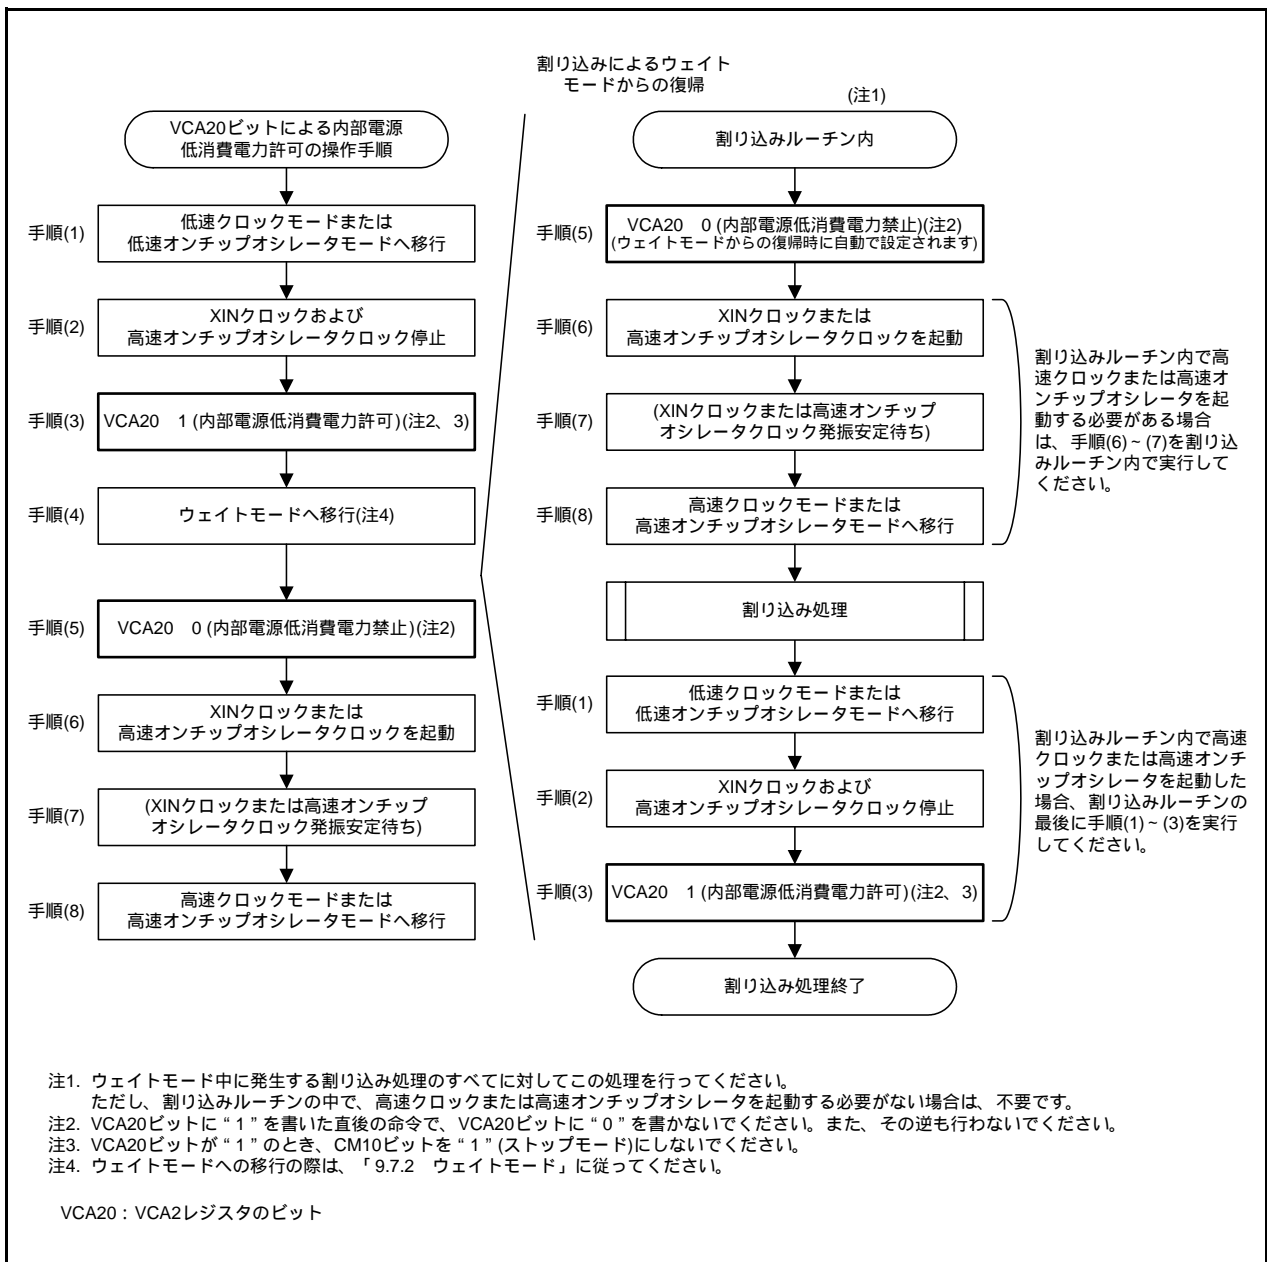 割り込みによるウェイト
モードからの復帰
VCA20ビットによる内部電源
低消費電力許可の操作手順
手順(1)
低速クロックモードまたは
低速オンチップオシレータモードへ移行
手順(2)
XINクロックおよび
高速オンチップオシレータクロック停止
手順(3)
VCA20　1 (内部電源低消費電力許可)(注2、3)
手順(4)
ウェイトモードへ移行(注4)
手順(5)
VCA20　0 (内部電源低消費電力禁止)(注2)
手順(6)
XINクロックまたは
高速オンチップオシレータクロックを起動
手順(7)
(XINクロックまたは高速オンチップ
オシレータクロック発振安定待ち)
手順(8)
高速クロックモードまたは
高速オンチップオシレータモードへ移行
(注1)
割り込みルーチン内
手順(5)
VCA20　0 (内部電源低消費電力禁止)(注2)
(ウェイトモードからの復帰時に自動で設定されます)
手順(6)
XINクロックまたは
高速オンチップオシレータクロックを起動
手順(7)
(XINクロックまたは高速オンチップ
オシレータクロック発振安定待ち)
手順(8)
高速クロックモードまたは
高速オンチップオシレータモードへ移行
割り込みルーチン内で高
速クロックまたは高速オ
ンチップオシレータを起
動する必要がある場合
は、手順(6)~(7)を割り込
みルーチン内で実行して
ください。
割り込み処理
手順(1)
低速クロックモードまたは
低速オンチップオシレータモードへ移行
手順(2)
XINクロックおよび
高速オンチップオシレータクロック停止
手順(3)
VCA20　1 (内部電源低消費電力許可)(注2、3)
割り込みルーチン内で高速
クロックまたは高速オンチ
ップオシレータを起動した
場合、割り込みルーチンの
最後に手順(1)~(3)を実行
してください。
割り込み処理終了
注1. ウェイトモード中に発生する割り込み処理のすべてに対してこの処理を行ってください。
ただし、割り込みルーチンの中で、高速クロックまたは高速オンチップオシレータを起動する必要がない場合は、不要です。
注2. VCA20ビットに“1”を書いた直後の命令で、VCA20ビットに“0”を書かないでください。また、その逆も行わないでください。
注3. VCA20ビットが“1”のとき、CM10ビットを“1”(ストップモード)にしないでください。
注4. ウェイトモードへの移行の際は、「9.7.2　ウェイトモード」に従ってください。
VCA20：VCA2レジスタのビット